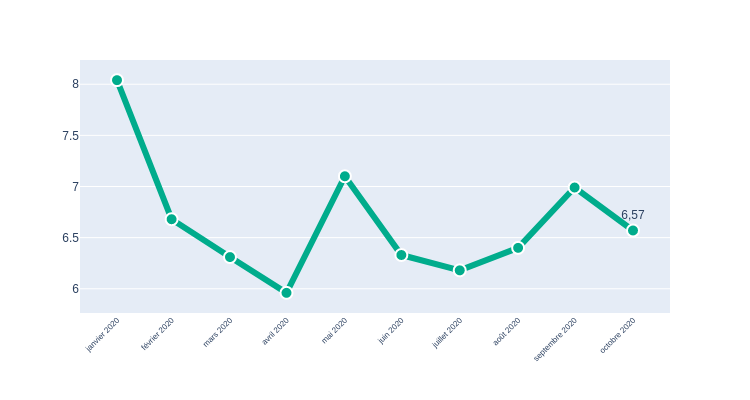 8
7.5
7
6.5
6
6,57
janvier 2020
février 2020
mars 2020
avril 2020
mai 2020
juin 2020
juillet 2020
août 2020
septembre 2020
octobre 2020